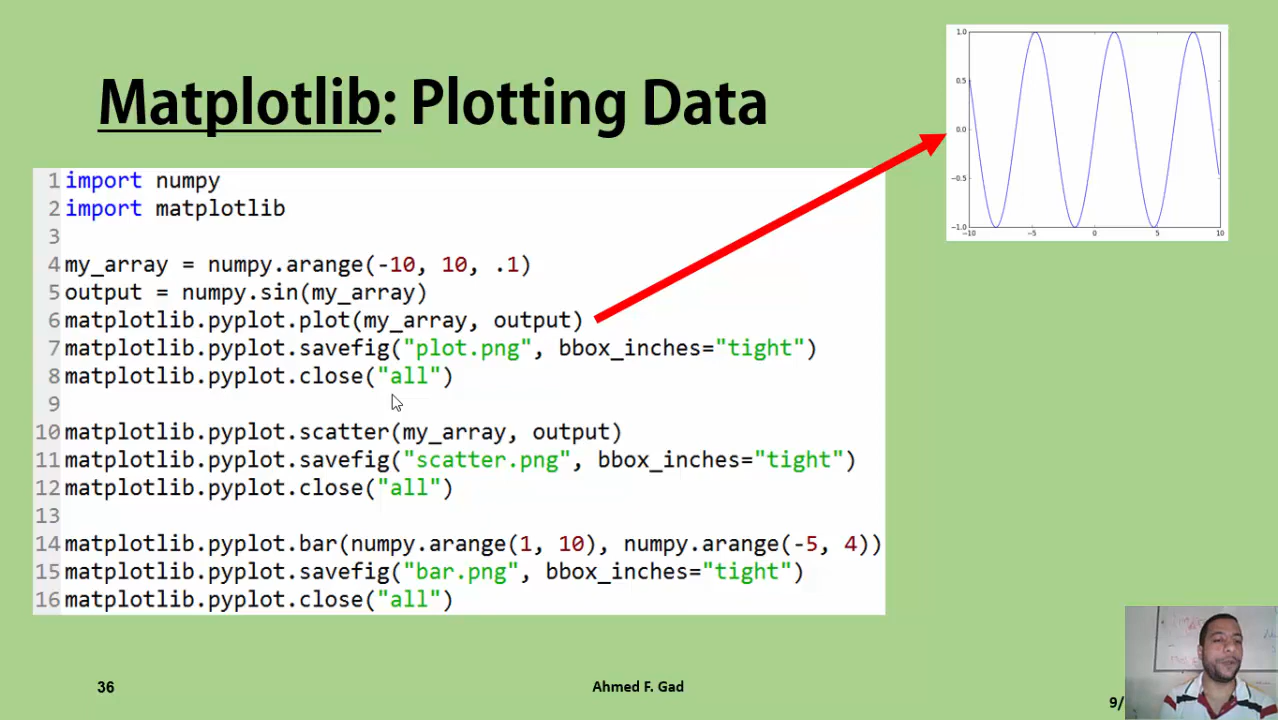 Matplotlib: Plotting Data
1.0
0.5
0.0
-0.5
-1.0
-10 -5 0 5 10
1 import numpy
2 import matplotlib
3
4 my_array = numpy.arange(-10, 10, .1)
5 output = numpy.sin(my_array)
6 matplotlib.pyplot.plot(my_array, output)
7 matplotlib.pyplot.savefig("plot.png", bbox_inches="tight")
8 matplotlib.pyplot.close("all")
9
10 matplotlib.pyplot.scatter(my_array, output)
11 matplotlib.pyplot.savefig("scatter.png", bbox_inches="tight")
12 matplotlib.pyplot.close("all")
13
14 matplotlib.pyplot.bar(numpy.arange(1, 10), numpy.arange(-5, 4))
15 matplotlib.pyplot.savefig("bar.png", bbox_inches="tight")
16 matplotlib.pyplot.close("all")
36
Ahmed F. Gad
9/